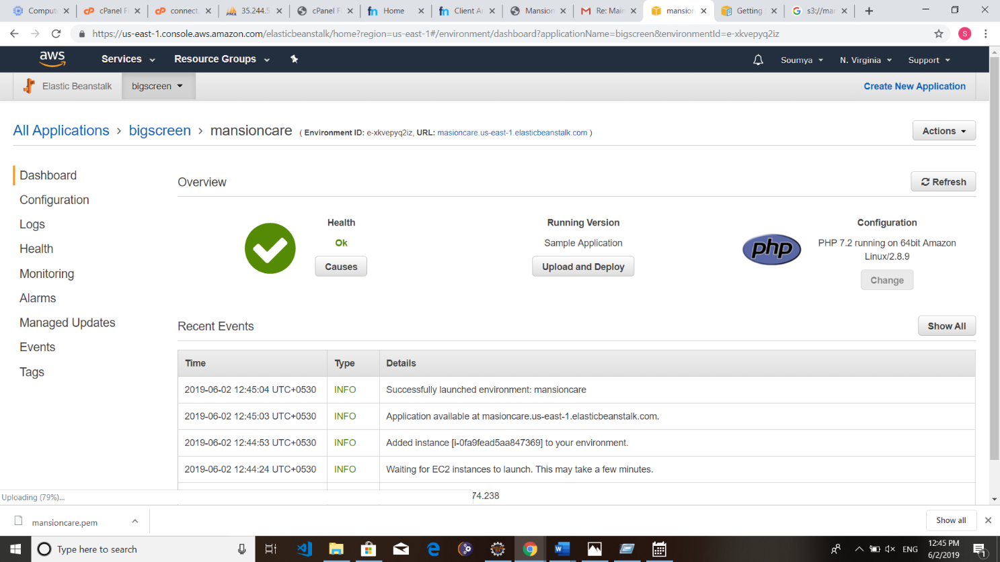 Computi
cPanel Fi
connect.
35.244.5
cPanel Fi
Home
Client Ar
Mansion
Re: Main
mansion
Getting
s3://mar
https://us-east-1.console.aws.amazon.com/elasticbeanstalk/home?region=us-east-1#/environment/dashboard?applicationName=bigscreen&environmentId=e-xkvepyq2iz
S
aws
Services
Resource Groups
Soumya
N. Virginia
Support
Elastic Beanstalk
bigscreen
Create New Application
All Applications > bigscreen > mansioncare ( Environment ID: e-xkvepyq2iz, URL: masioncare.us-east-1.elasticbeanstalk.com )
Actions
Dashboard
Configuration
Logs
Health
Monitoring
Alarms
Managed Updates
Events
Tags
Overview
Refresh
Health
Ok
Causes
Running Version
Sample Application
Upload and Deploy
php
Configuration
PHP 7.2 running on 64bit Amazon
Linux/2.8.9
Change
Recent Events
Show All
Time Type Details
2019-06-02 12:45:04 UTC+0530 INFO Successfully launched environment: mansioncare
2019-06-02 12:45:03 UTC+0530 INFO Application available at masioncare.us-east-1.elasticbeanstalk.com.
2019-06-02 12:44:53 UTC+0530 INFO Added instance [i-0fa9fead5aa847369] to your environment.
2019-06-02 12:44:24 UTC+0530 INFO Waiting for EC2 instances to launch. This may take a few minutes.
74.238
Uploading (79%)...
mansioncare.pem
Show all
Type here to search
W
ENG
12:45 PM
6/2/2019
1